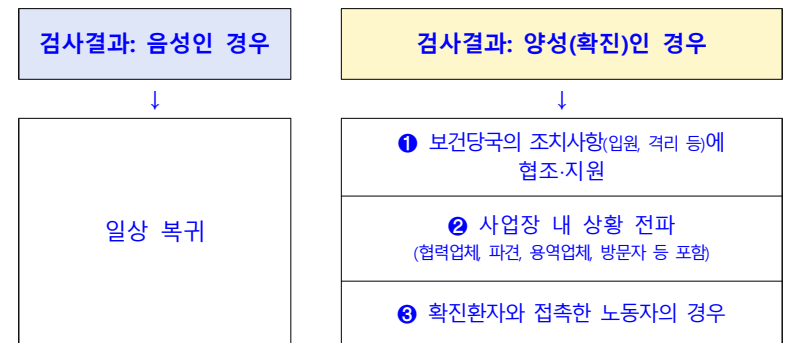 검사결과: 음성인 경우
↓
일상 복귀
검사결과: 양성(확진)인 경우
↓
❶ 보건당국의 조치사항(입원, 격리 등)에
협조·지원
❷ 사업장 내 상황 전파
(협력업체, 파견, 용역업체, 방문자 등 포함)
❸ 확진환자와 접촉한 노동자의 경우